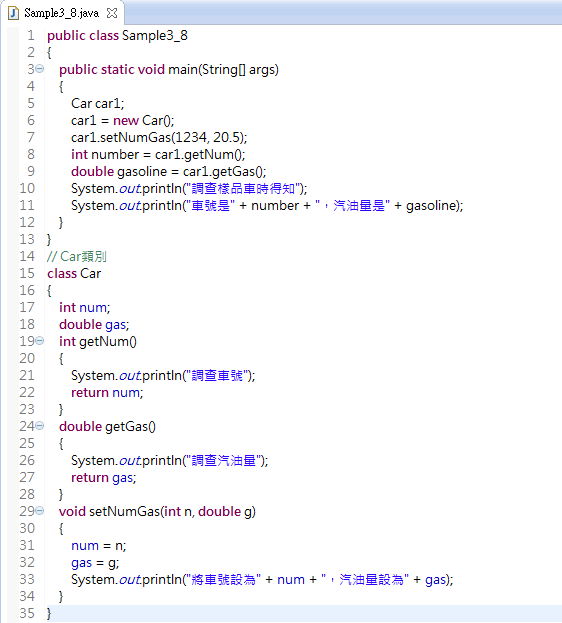 Sample3_8.java
1 public class Sample3_8
2 {
3 public static void main(String[] args)
4 {
5 Car car1;
6 car1 = new Car();
7 car1.setNumGas(1234, 20.5);
8 int number = car1.getNum();
9 double gasoline = car1.getGas();
10 System.out.println("調查樣品車時得知");
11 System.out.println("車號是" + number + "，汽油量是" + gasoline);
12 }
13 }
14 // Car類別
15 class Car
16 {
17 int num;
18 double gas;
19 int getNum()
20 {
21 System.out.println("調查車號");
22 return num;
23 }
24 double getGas()
25 {
26 System.out.println("調查汽油量");
27 return gas;
28 }
29 void setNumGas(int n, double g)
30 {
31 num = n;
32 gas = g;
33 System.out.println("將車號設為" + num + "，汽油量設為" + gas);
34 }
35 }